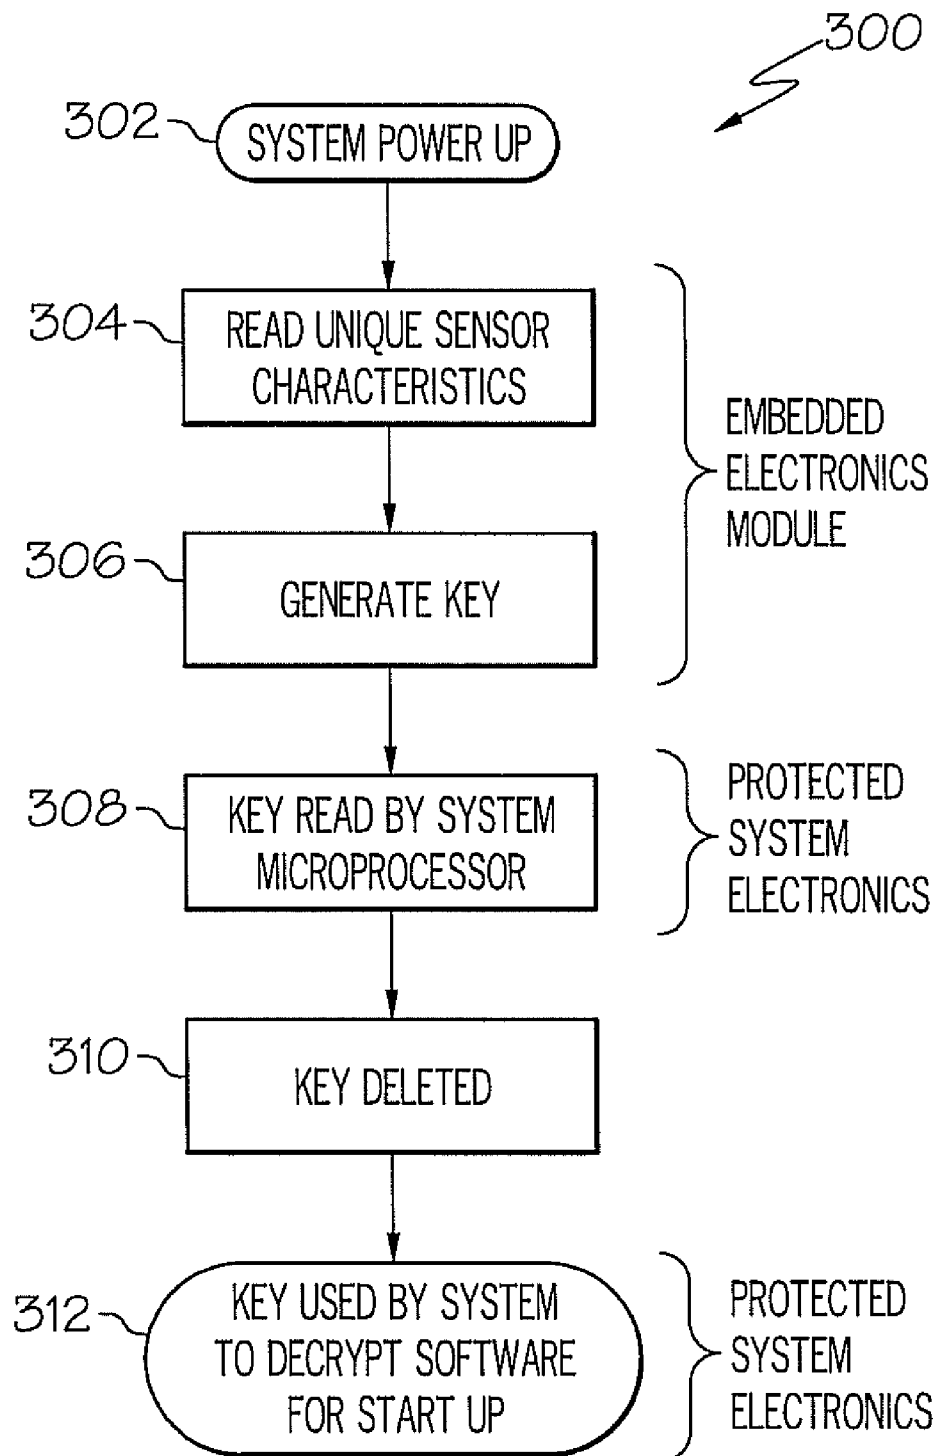 300
302
SYSTEM POWER UP
304
READ UNIQUE SENSOR
CHARACTERISTICS
EMBEDDED
ELECTRONICS
MODULE
306
GENERATE KEY
308
KEY READ BY SYSTEM
MICROPROCESSOR
PROTECTED
SYSTEM
ELECTRONICS
310
KEY DELETED
312
KEY USED BY SYSTEM
TO DECRYPT SOFTWARE
FOR START UP
PROTECTED
SYSTEM
ELECTRONICS